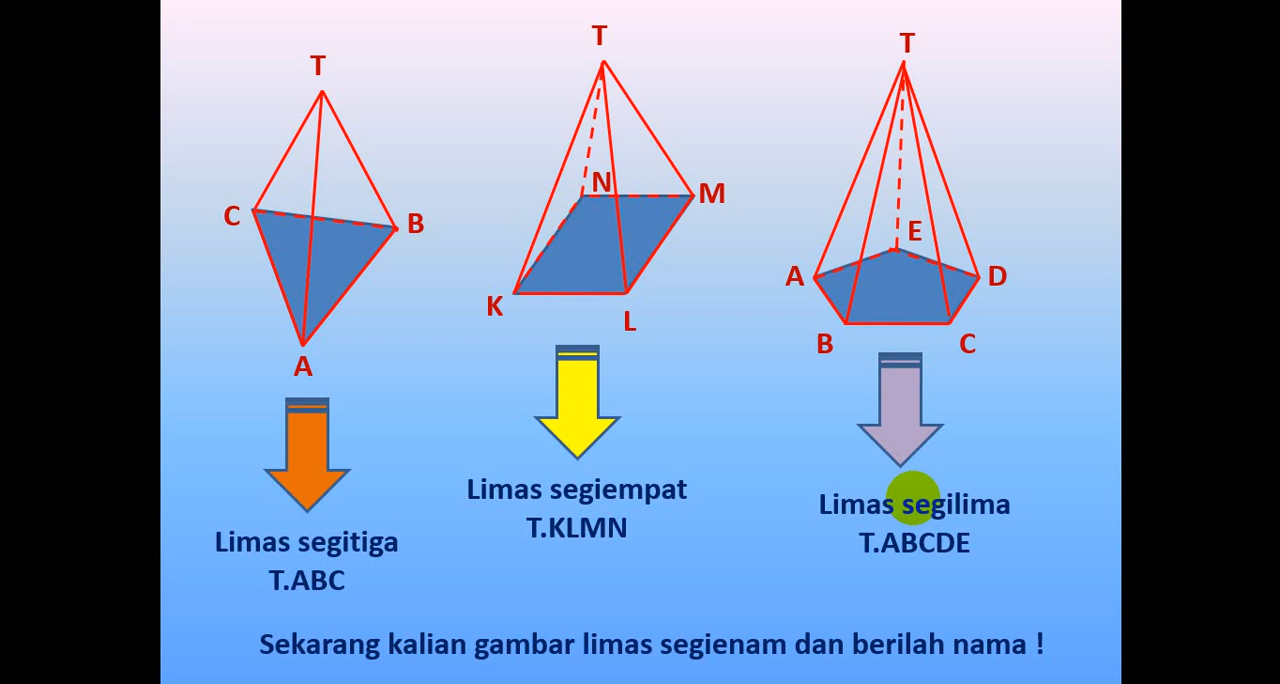 T
C
B
A
Limas segitiga
T.ABC
T
N
M
K
L
Limas segiempat
T.KLMN
T
E
A
D
B
C
Limas segilima
T.ABCDE
Sekarang kalian gambar limas segienam dan berilah nama !